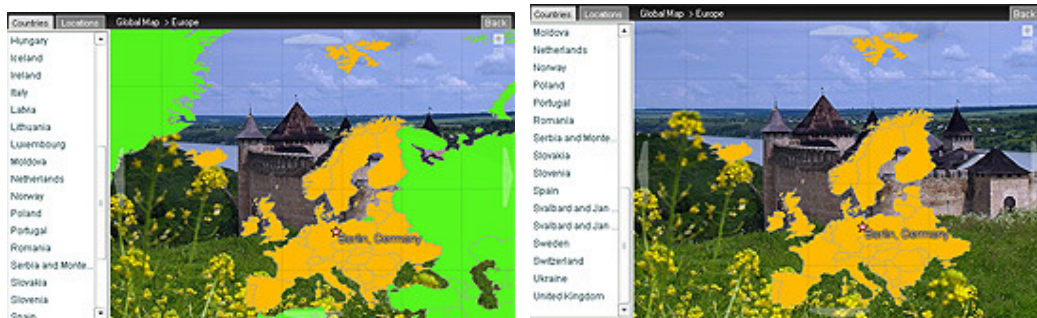 Countries Locations Global Map > Europe Back
Hungary
Iceland
Ireland
Italy
Latvia
Lithuania
Luxembourg
Moldova
Netherlands
Norway
Poland
Portugal
Romania
Serbia and Monte...
Slovakia
Slovenia
Spain
Berlin, Germany
Countries Locations Global Map > Europe Back
Moldova
Netherlands
Norway
Poland
Portugal
Romania
Serbia and Monte...
Slovakia
Slovenia
Spain
Svalbard and Jan ...
Svalbard and Jan ...
Sweden
Switzerland
Ukraine
United Kingdom
Berlin, Germany